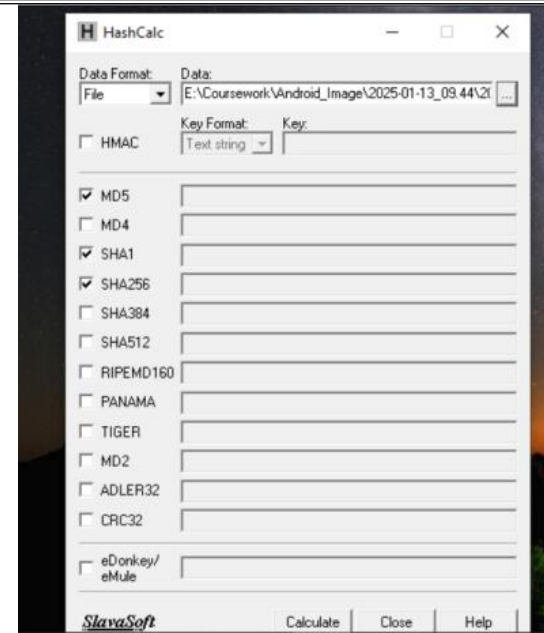 H HashCalc
Data Format: Data:
File E:\Coursework\Android_Image\2025-01-13_09.44\2( ...
HMAC Key Format: Key:
Text string
MD5
MD4
SHA1
SHA256
SHA384
SHA512
RIPEMD160
PANAMA
TIGER
MD2
ADLER32
CRC32
eDonkey/
eMule
SlavaSoft Calculate Close Help